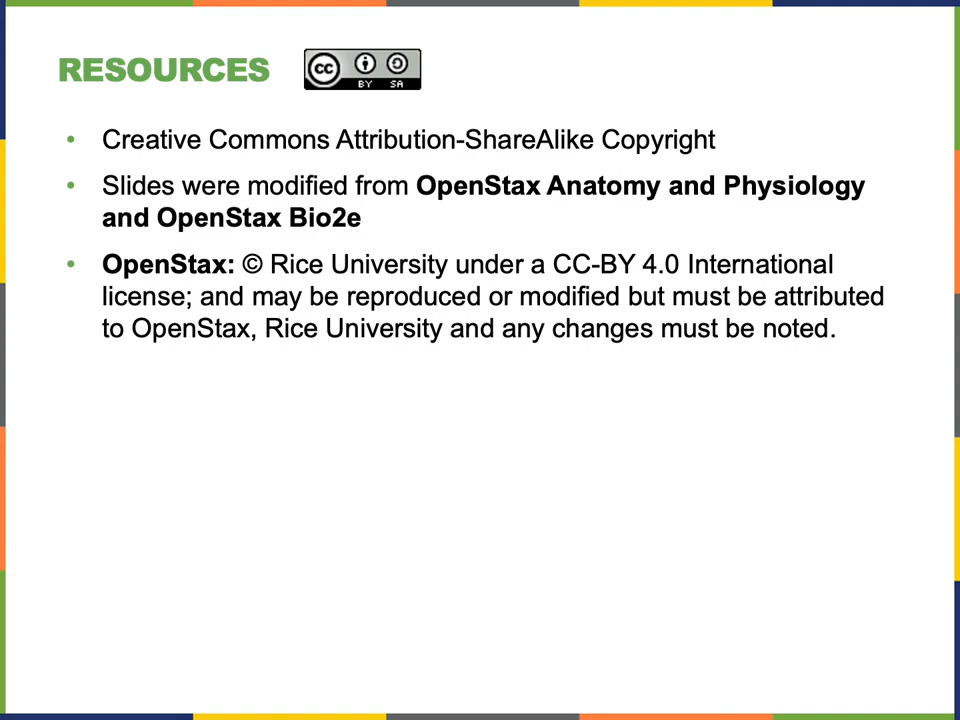 RESOURCES
cc BY SA
• Creative Commons Attribution-ShareAlike Copyright
• Slides were modified from OpenStax Anatomy and Physiology
and OpenStax Bio2e
• OpenStax: © Rice University under a CC-BY 4.0 International
license; and may be reproduced or modified but must be attributed
to OpenStax, Rice University and any changes must be noted.